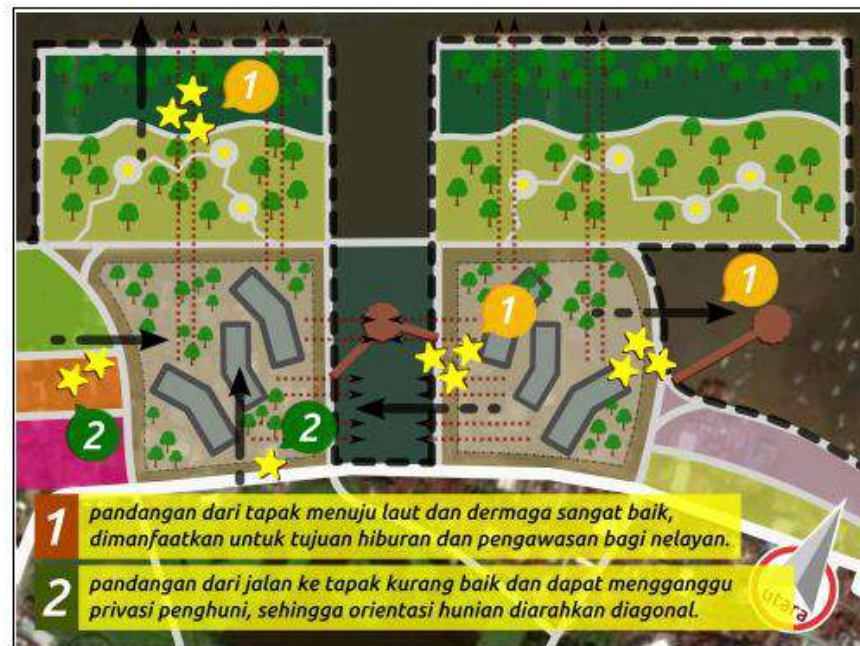 1
1
1
2
2
1 pandangan dari tapak menuju laut dan dermaga sangat baik,
dimanfaatkan untuk tujuan hiburan dan pengawasan bagi nelayan.
2 pandangan dari jalan ke tapak kurang baik dan dapat mengganggu
privasi penghuni, sehingga orientasi hunian diarahkan diagonal.
utara